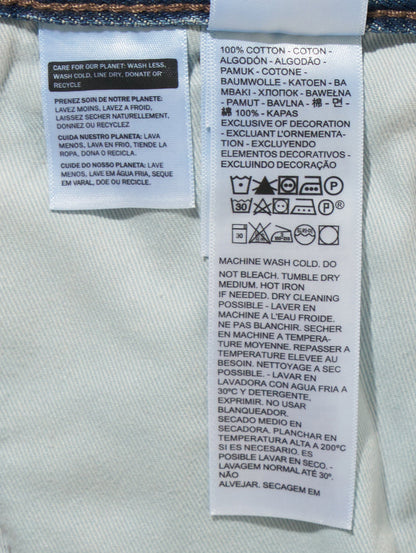 CARE FOR OUR PLANET: WASH LESS,
WASH COLD, LINE DRY, DONATE OR
RECYCLE
PRENEZ SOIN DE NOTRE PLANETE:
LAVEZ MOINS, LAVEZ A FROID,
LAISSEZ SECHER NATURELLEMENT,
DONNEZ OU RECYCLEZ
CUIDA NUESTRO PLANETA: LAVA
MENOS, LAVA EN FRIO, TIENDE LA
ROPA, DONA O RECICLA.
CUIDE DO NOSSO PLANETA: LAVE
MENOS, LAVE EM ÁGUA FRIA, SEQUE
EM VARAL, DOE OU RECICLE.
100% COTTON - COTON -
ALGODÓN - ALGODÃO -
PAMUK - COTONE -
BAUMWOLLE - KATOEN - BA
MBAKI - ХЛОПОК - BAWEŁNA
- PAMUT - BAVLNA - 棉 - 면 -
綿 100% - KAPAS
EXCLUSIVE OF DECORATION
- EXCLUANT L'ORNEMENTA-
TION - EXCLUYENDO
ELEMENTOS DECORATIVOS -
EXCLUINDO DECORAÇÃO
P
30 P
30
MACHINE WASH COLD. DO
NOT BLEACH. TUMBLE DRY
MEDIUM. HOT IRON
IF NEEDED. DRY CLEANING
POSSIBLE - LAVER EN
MACHINE A L'EAU FROIDE.
NE PAS BLANCHIR. SECHER
EN MACHINE A TEMPERA-
TURE MOYENNE. REPASSER A
TEMPERATURE ELEVEE AU
BESOIN. NETTOYAGE A SEC
POSSIBLE. - LAVAR EN
LAVADORA CON AGUA FRIA A
30ºC Y DETERGENTE.
EXPRIMIR. NO USAR
BLANQUEADOR.
SECADO MEDIO EN
SECADORA. PLANCHAR EN
TEMPERATURA ALTA A 200°C
SI ES NECESARIO. ES
POSIBLE LAVAR EN SECO. -
LAVAGEM NORMAL ATÉ 30°.
NÃO
ALVEJAR. SECAGEM EM